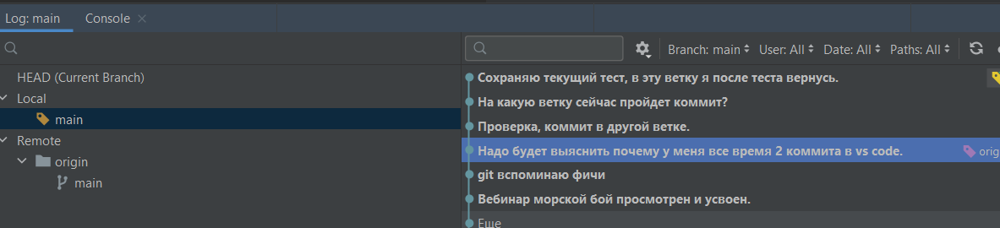 Log: main Console
Branch: main User: All Date: All Paths: All
HEAD (Current Branch)
Local
main
Remote
origin
main
Сохраняю текущий тест, в эту ветку я после теста вернусь.
На какую ветку сейчас пройдет коммит?
Проверка, коммит в другой ветке.
Надо будет выяснить почему у меня все время 2 коммита в vs code. orig
git вспоминаю фичи
Вебинар морской бой просмотрен и усвоен.
Еше